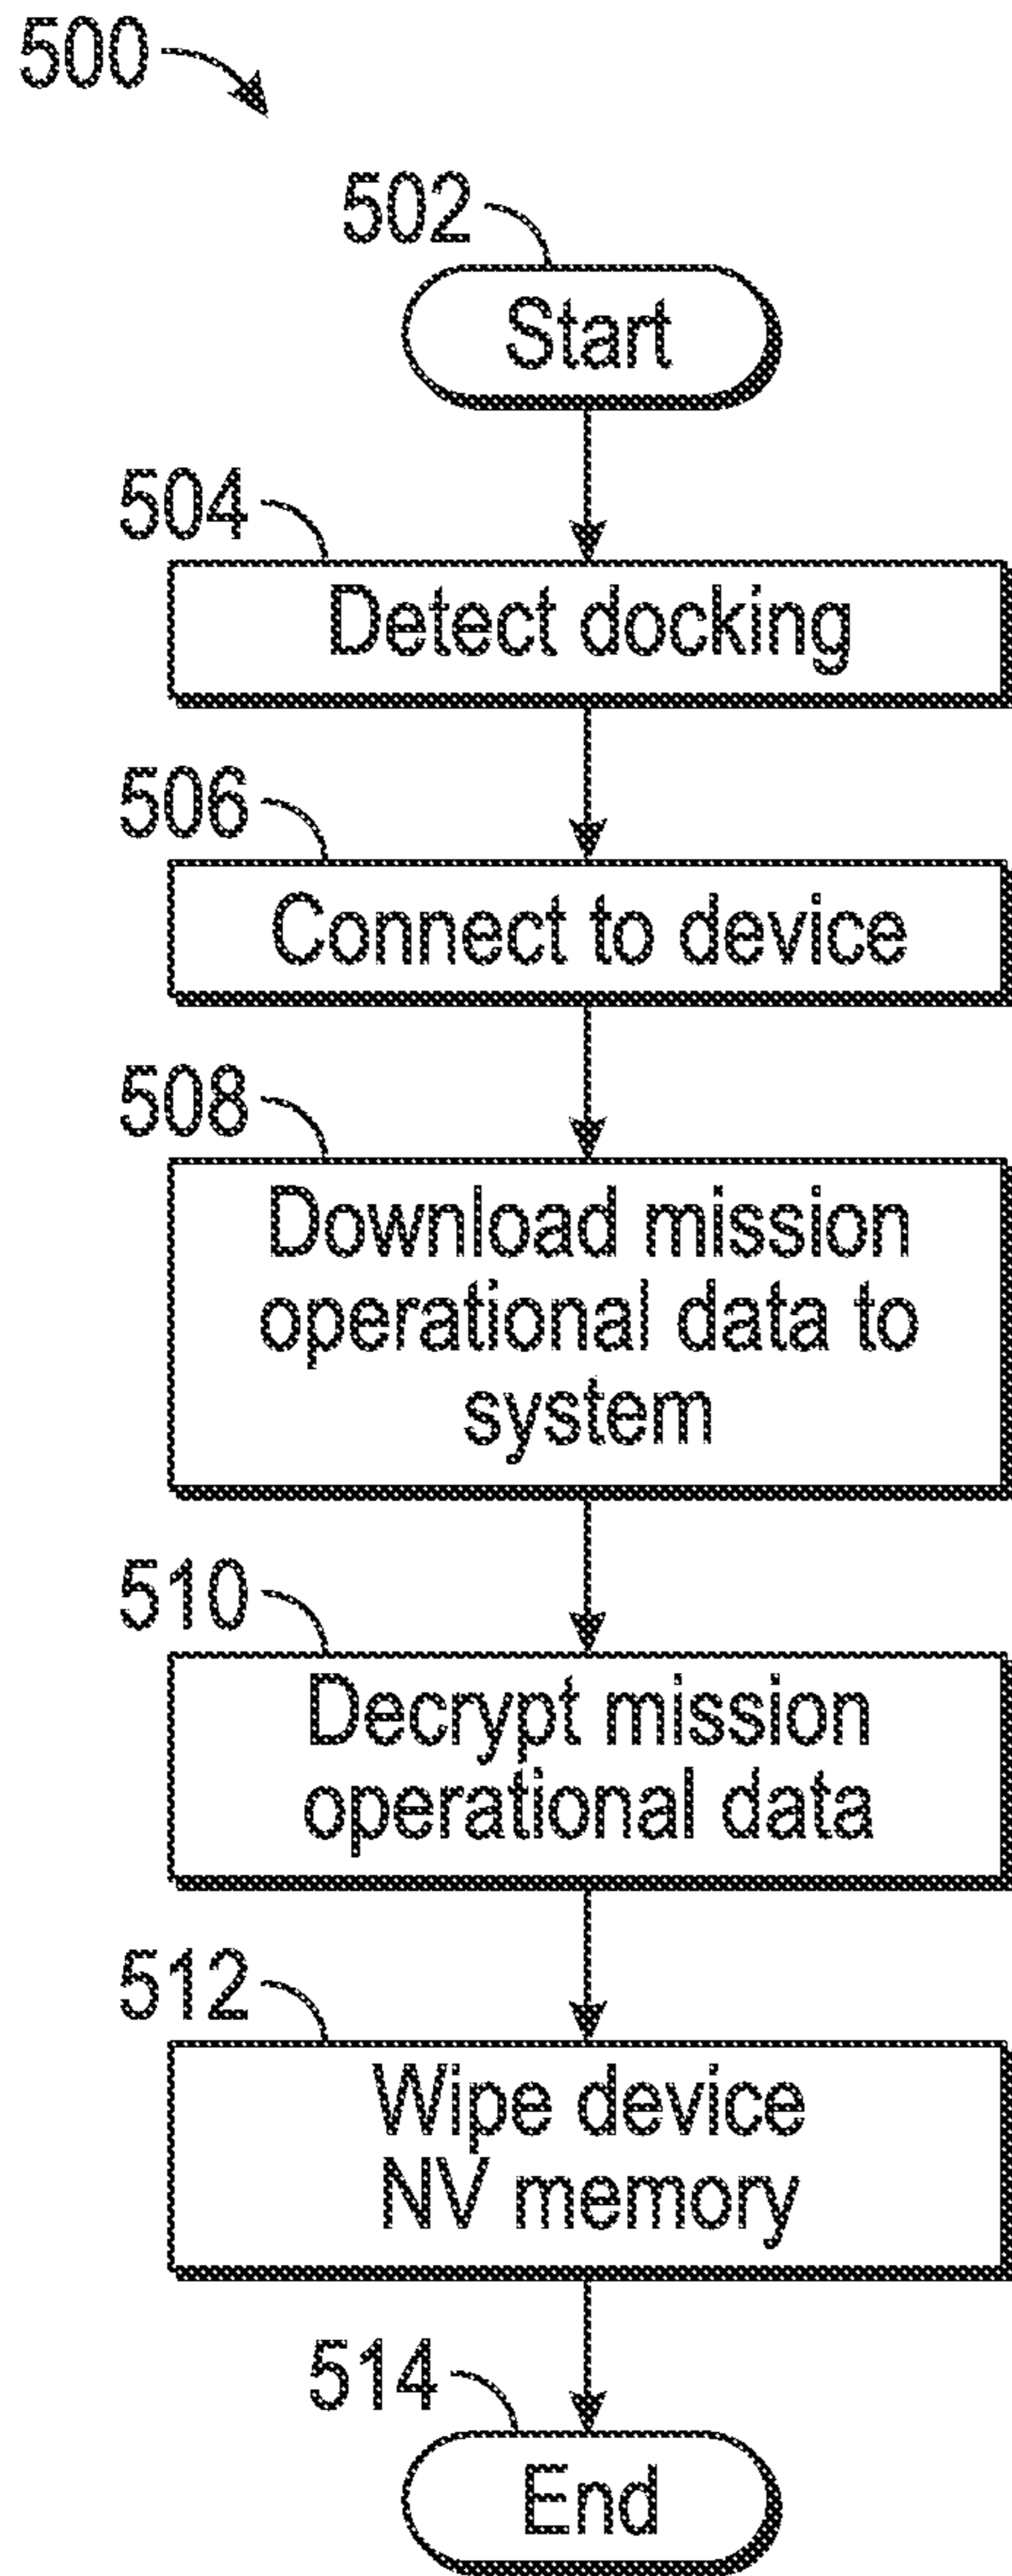 500
502
Start
504
Detect docking
506
Connect to device
508
Download mission
operational data to
system
510
Decrypt mission
operational data
512
Wipe device
NV memory
514
End